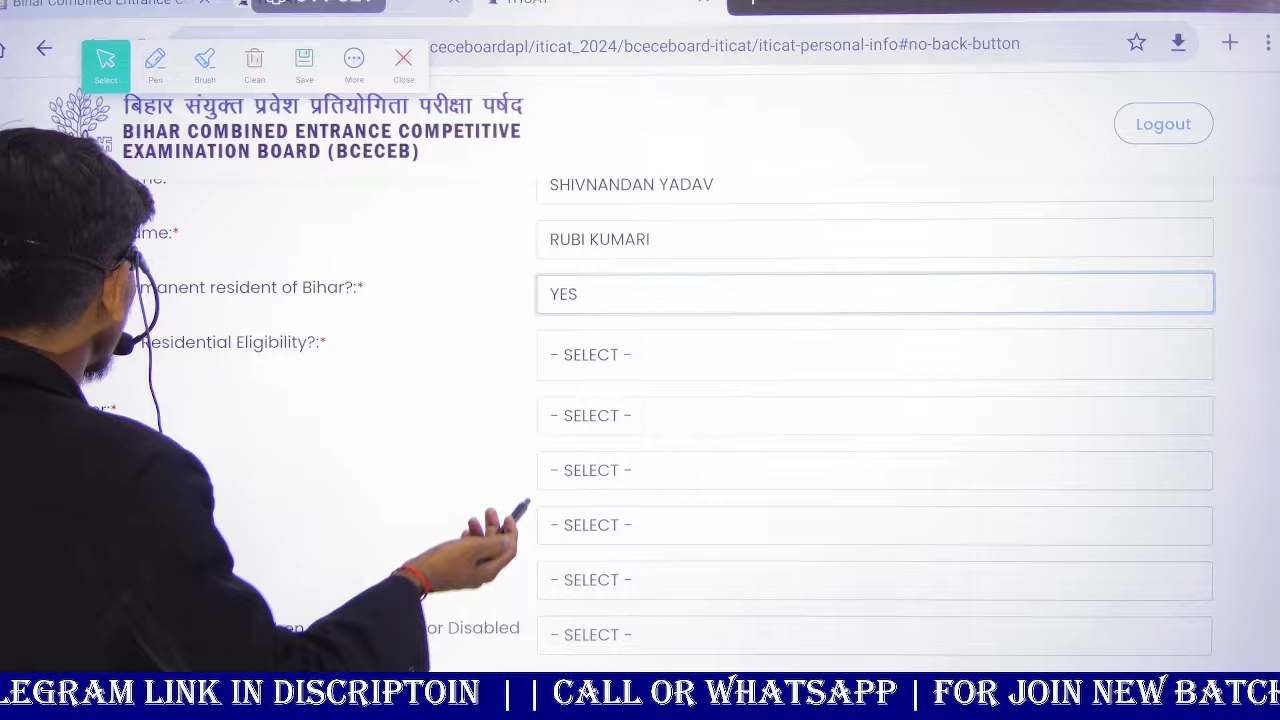 Bihar Combined Entrance C
ITICAT
ceceboardapl/iticat_2024/bceceboard-iticat/iticat-personal-info#no-back-button
Select
Pen
Brush
Clean
Save
More
Close
बिहार संयुक्त प्रवेश प्रतियोगिता परीक्षा पर्षद
BIHAR COMBINED ENTRANCE COMPETITIVE
EXAMINATION BOARD (BCECEB)
Logout
SHIVNANDAN YADAV
ame:*
RUBI KUMARI
manent resident of Bihar?:*
YES
Residential Eligibility?:*
- SELECT -
- SELECT -
- SELECT -
- SELECT -
- SELECT -
or Disabled
- SELECT -
LEGRAM LINK IN DISCRIPTOIN | | CALL OR WHATSAPP | FOR JOIN NEW BATCH